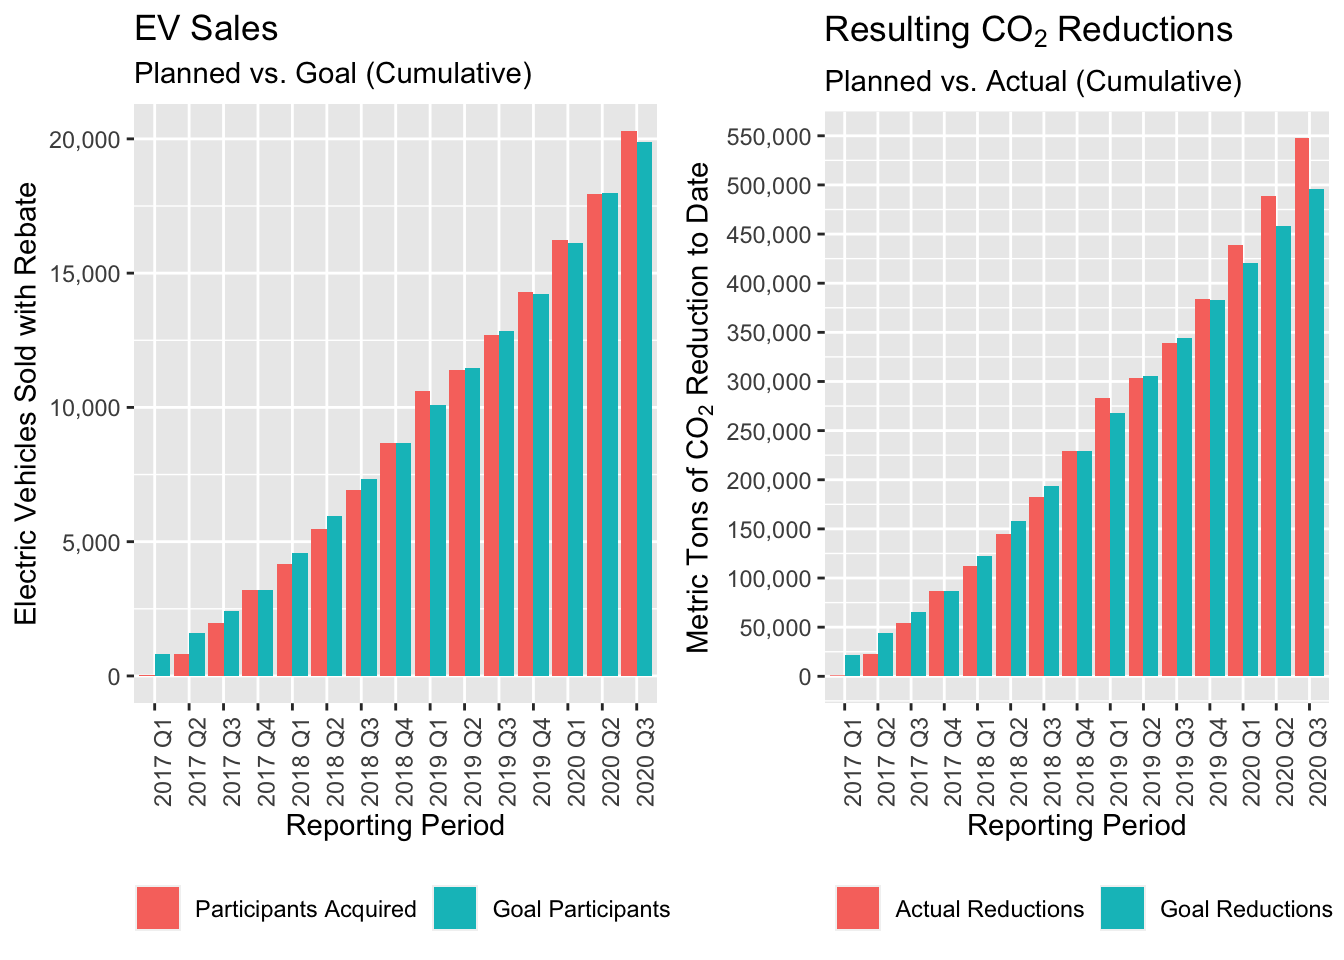 EV Sales
Planned vs. Goal (Cumulative)
Electric Vehicles Sold with Rebate
20,000
15,000
10,000
5,000
0
2017 Q1
2017 Q2
2017 Q3
2017 Q4
2018 Q1
2018 Q2
2018 Q3
2018 Q4
2019 Q1
2019 Q2
2019 Q3
2019 Q4
2020 Q1
2020 Q2
2020 Q3
Reporting Period
Participants Acquired
Goal Participants
Resulting CO₂ Reductions
Planned vs. Actual (Cumulative)
Metric Tons of CO₂ Reduction to Date
550,000
500,000
450,000
400,000
350,000
300,000
250,000
200,000
150,000
100,000
50,000
0
2017 Q1
2017 Q2
2017 Q3
2017 Q4
2018 Q1
2018 Q2
2018 Q3
2018 Q4
2019 Q1
2019 Q2
2019 Q3
2019 Q4
2020 Q1
2020 Q2
2020 Q3
Reporting Period
Actual Reductions
Goal Reductions